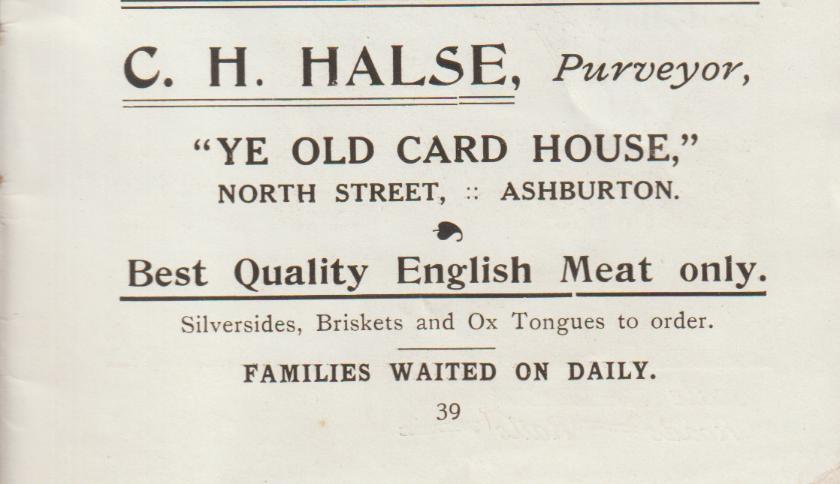 C. H. HALSE, Purveyor,
"YE OLD CARD HOUSE,"
NORTH STREET, :: ASHBURTON.
Best Quality English Meat only.
Silversides, Briskets and Ox Tongues to order.
FAMILIES WAITED ON DAILY.
39